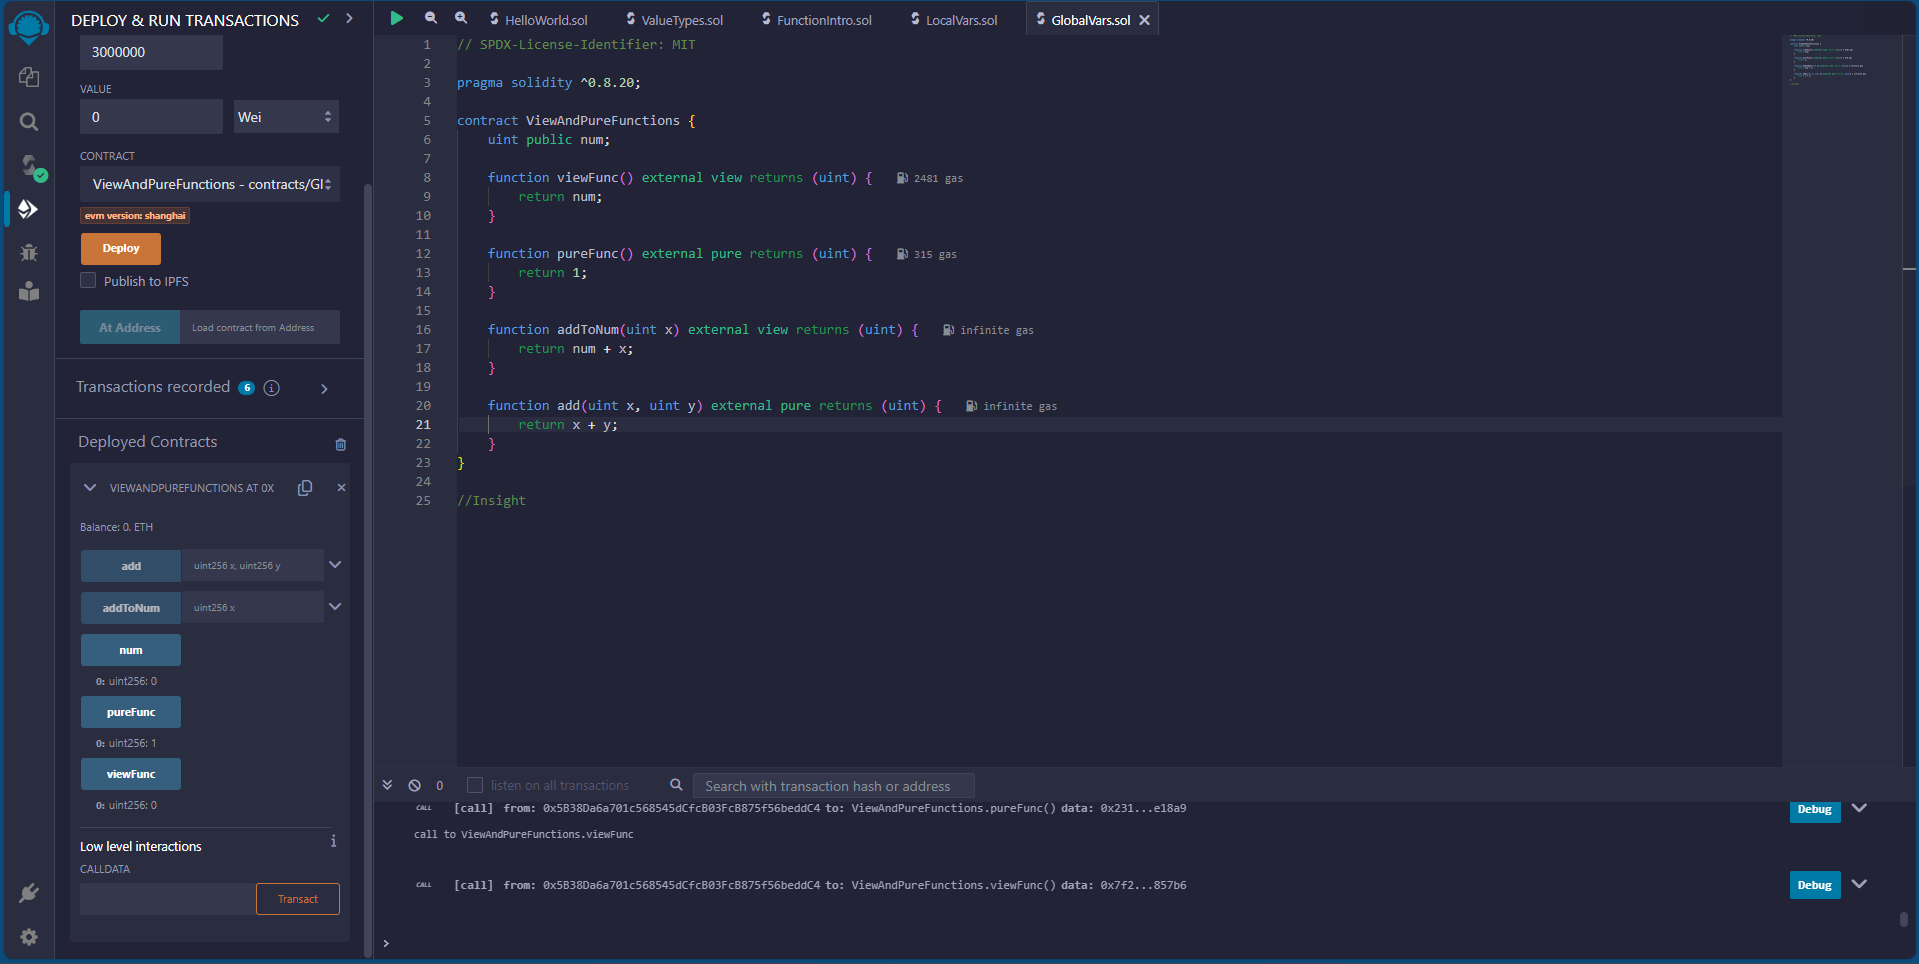 DEPLOY & RUN TRANSACTIONS
3000000
VALUE
0
Wei
CONTRACT
ViewAndPureFunctions - contracts/Gl
evm version: shanghai
Deploy
Publish to IPFS
At Address
Load contract from Address
Transactions recorded 6
Deployed Contracts
VIEWANDPUREFUNCTIONS AT 0X
Balance: 0. ETH
add
uint256 x, uint256 y
addToNum
uint256 x
num
0: uint256: 0
pureFunc
0: uint256: 1
viewFunc
0: uint256: 0
Low level interactions
CALLDATA
Transact
HelloWorld.sol
ValueTypes.sol
FunctionIntro.sol
LocalVars.sol
GlobalVars.sol
1 // SPDX-License-Identifier: MIT
2
3 pragma solidity ^0.8.20;
4
5 contract ViewAndPureFunctions {
6 uint public num;
7
8 function viewFunc() external view returns (uint) { 2481 gas
9 return num;
10 }
11
12 function pureFunc() external pure returns (uint) { 315 gas
13 return 1;
14 }
15
16 function addToNum(uint x) external view returns (uint) { infinite gas
17 return num + x;
18 }
19
20 function add(uint x, uint y) external pure returns (uint) { infinite gas
21 return x + y;
22 }
23 }
24
25 //Insight
0
listen on all transactions
Search with transaction hash or address
CALL [call] from: 0x5B38Da6a701c568545dCfcB03FcB875f56beddC4 to: ViewAndPureFunctions.pureFunc() data: 0x231...e18a9
Debug
call to ViewAndPureFunctions.viewFunc
CALL [call] from: 0x5B38Da6a701c568545dCfcB03FcB875f56beddC4 to: ViewAndPureFunctions.viewFunc() data: 0x7f2...857b6
Debug
>